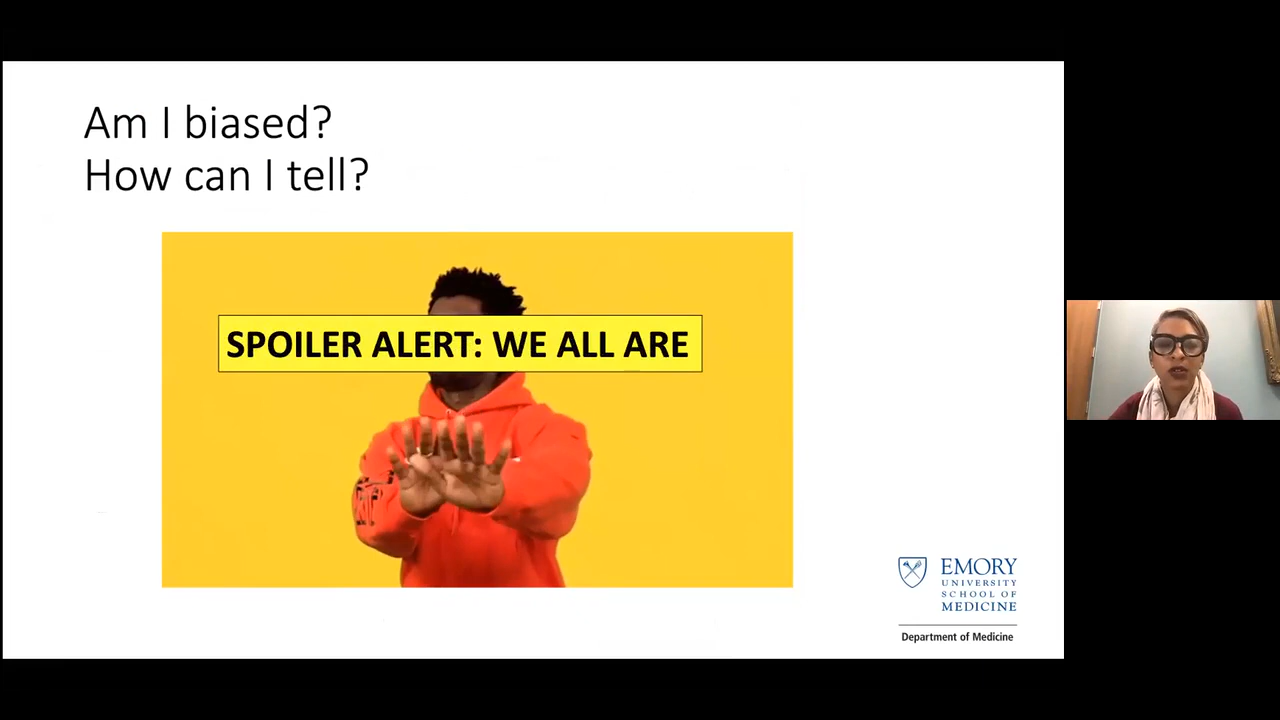 Am I biased?
How can I tell?
SPOILER ALERT: WE ALL ARE
EMORY
UNIVERSITY
SCHOOL OF
MEDICINE
Department of Medicine